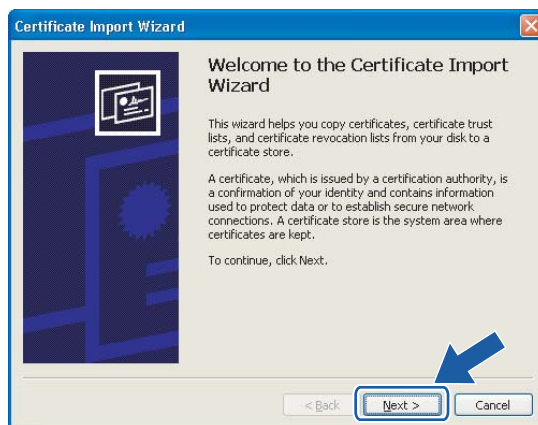 Certificate Import Wizard
Welcome to the Certificate Import
Wizard
This wizard helps you copy certificates, certificate trust
lists, and certificate revocation lists from your disk to a
certificate store.
A certificate, which is issued by a certification authority, is
a confirmation of your identity and contains information
used to protect data or to establish secure network
connections. A certificate store is the system area where
certificates are kept.
To continue, click Next.
< Back Next > Cancel